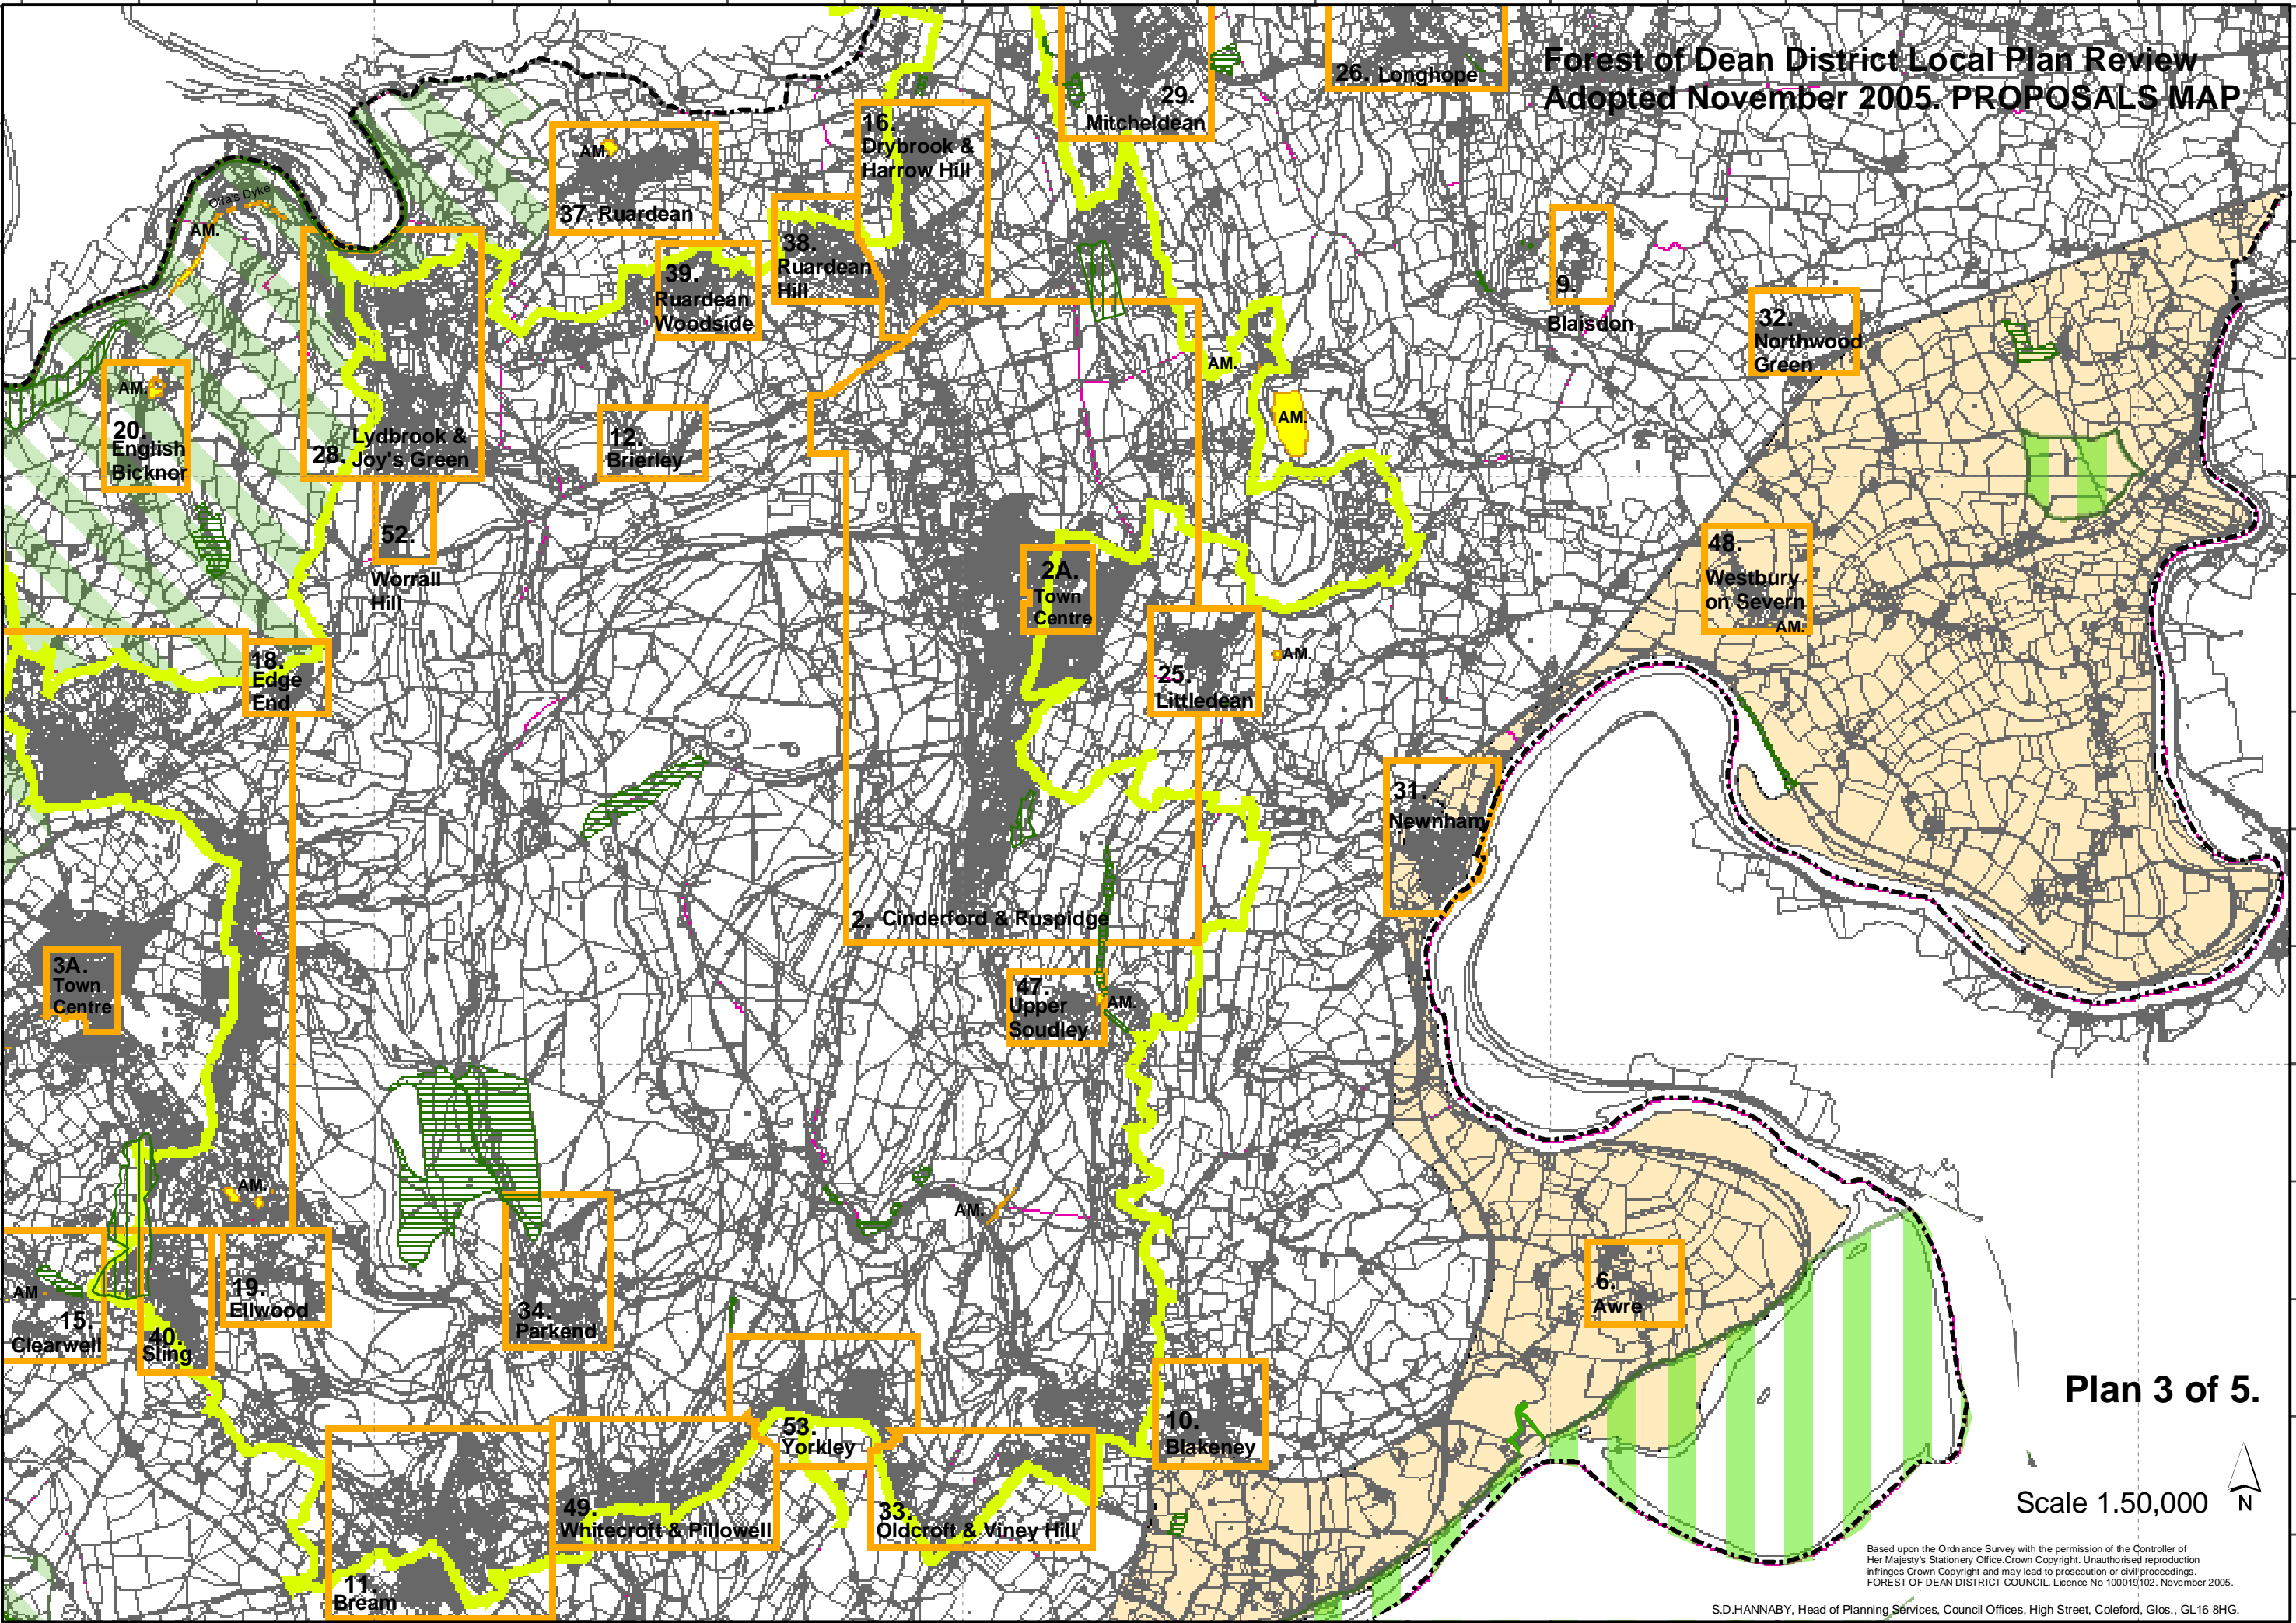 Forest of Dean District Local Plan Review
Adopted November 2005. PROPOSALS MAP
26. Longhope
29.
Mitcheldean
16.
Drybrook &
Harrow Hill
AM.
37. Ruardean
Offa's Dyke
AM.
38.
Ruardean
Hill
39.
Ruardean
Woodside
9.
Blaisdon
32.
Northwood
Green
AM.
AM.
20.
English
Bicknor
Lydbrook &
28. Joy's Green
12.
Brierley
AM.
52.
Worrall
Hill
48.
Westbury
on Severn
AM.
2A.
Town
Centre
18.
Edge
End
25.
Littledean
AM.
31.
Newnham
2. Cinderford & Ruspidge
3A.
Town
Centre
47.
Upper
Soudley
AM.
AM.
AM.
AM
15.
Clearwell
40.
Sling
19.
Ellwood
34.
Parkend
6.
Awre
53.
Yorkley
10.
Blakeney
Plan 3 of 5.
49.
Whitecroft & Pillowell
33.
Oldcroft & Viney Hill
11.
Bream
Scale 1.50,000
N
Based upon the Ordnance Survey with the permission of the Controller of
Her Majesty's Stationery Office.Crown Copyright. Unauthorised reproduction
infringes Crown Copyright and may lead to prosecution or civil proceedings.
FOREST OF DEAN DISTRICT COUNCIL. Licence No 100019102. November 2005.
S.D.HANNABY, Head of Planning Services, Council Offices, High Street, Coleford, Glos., GL16 8HG.